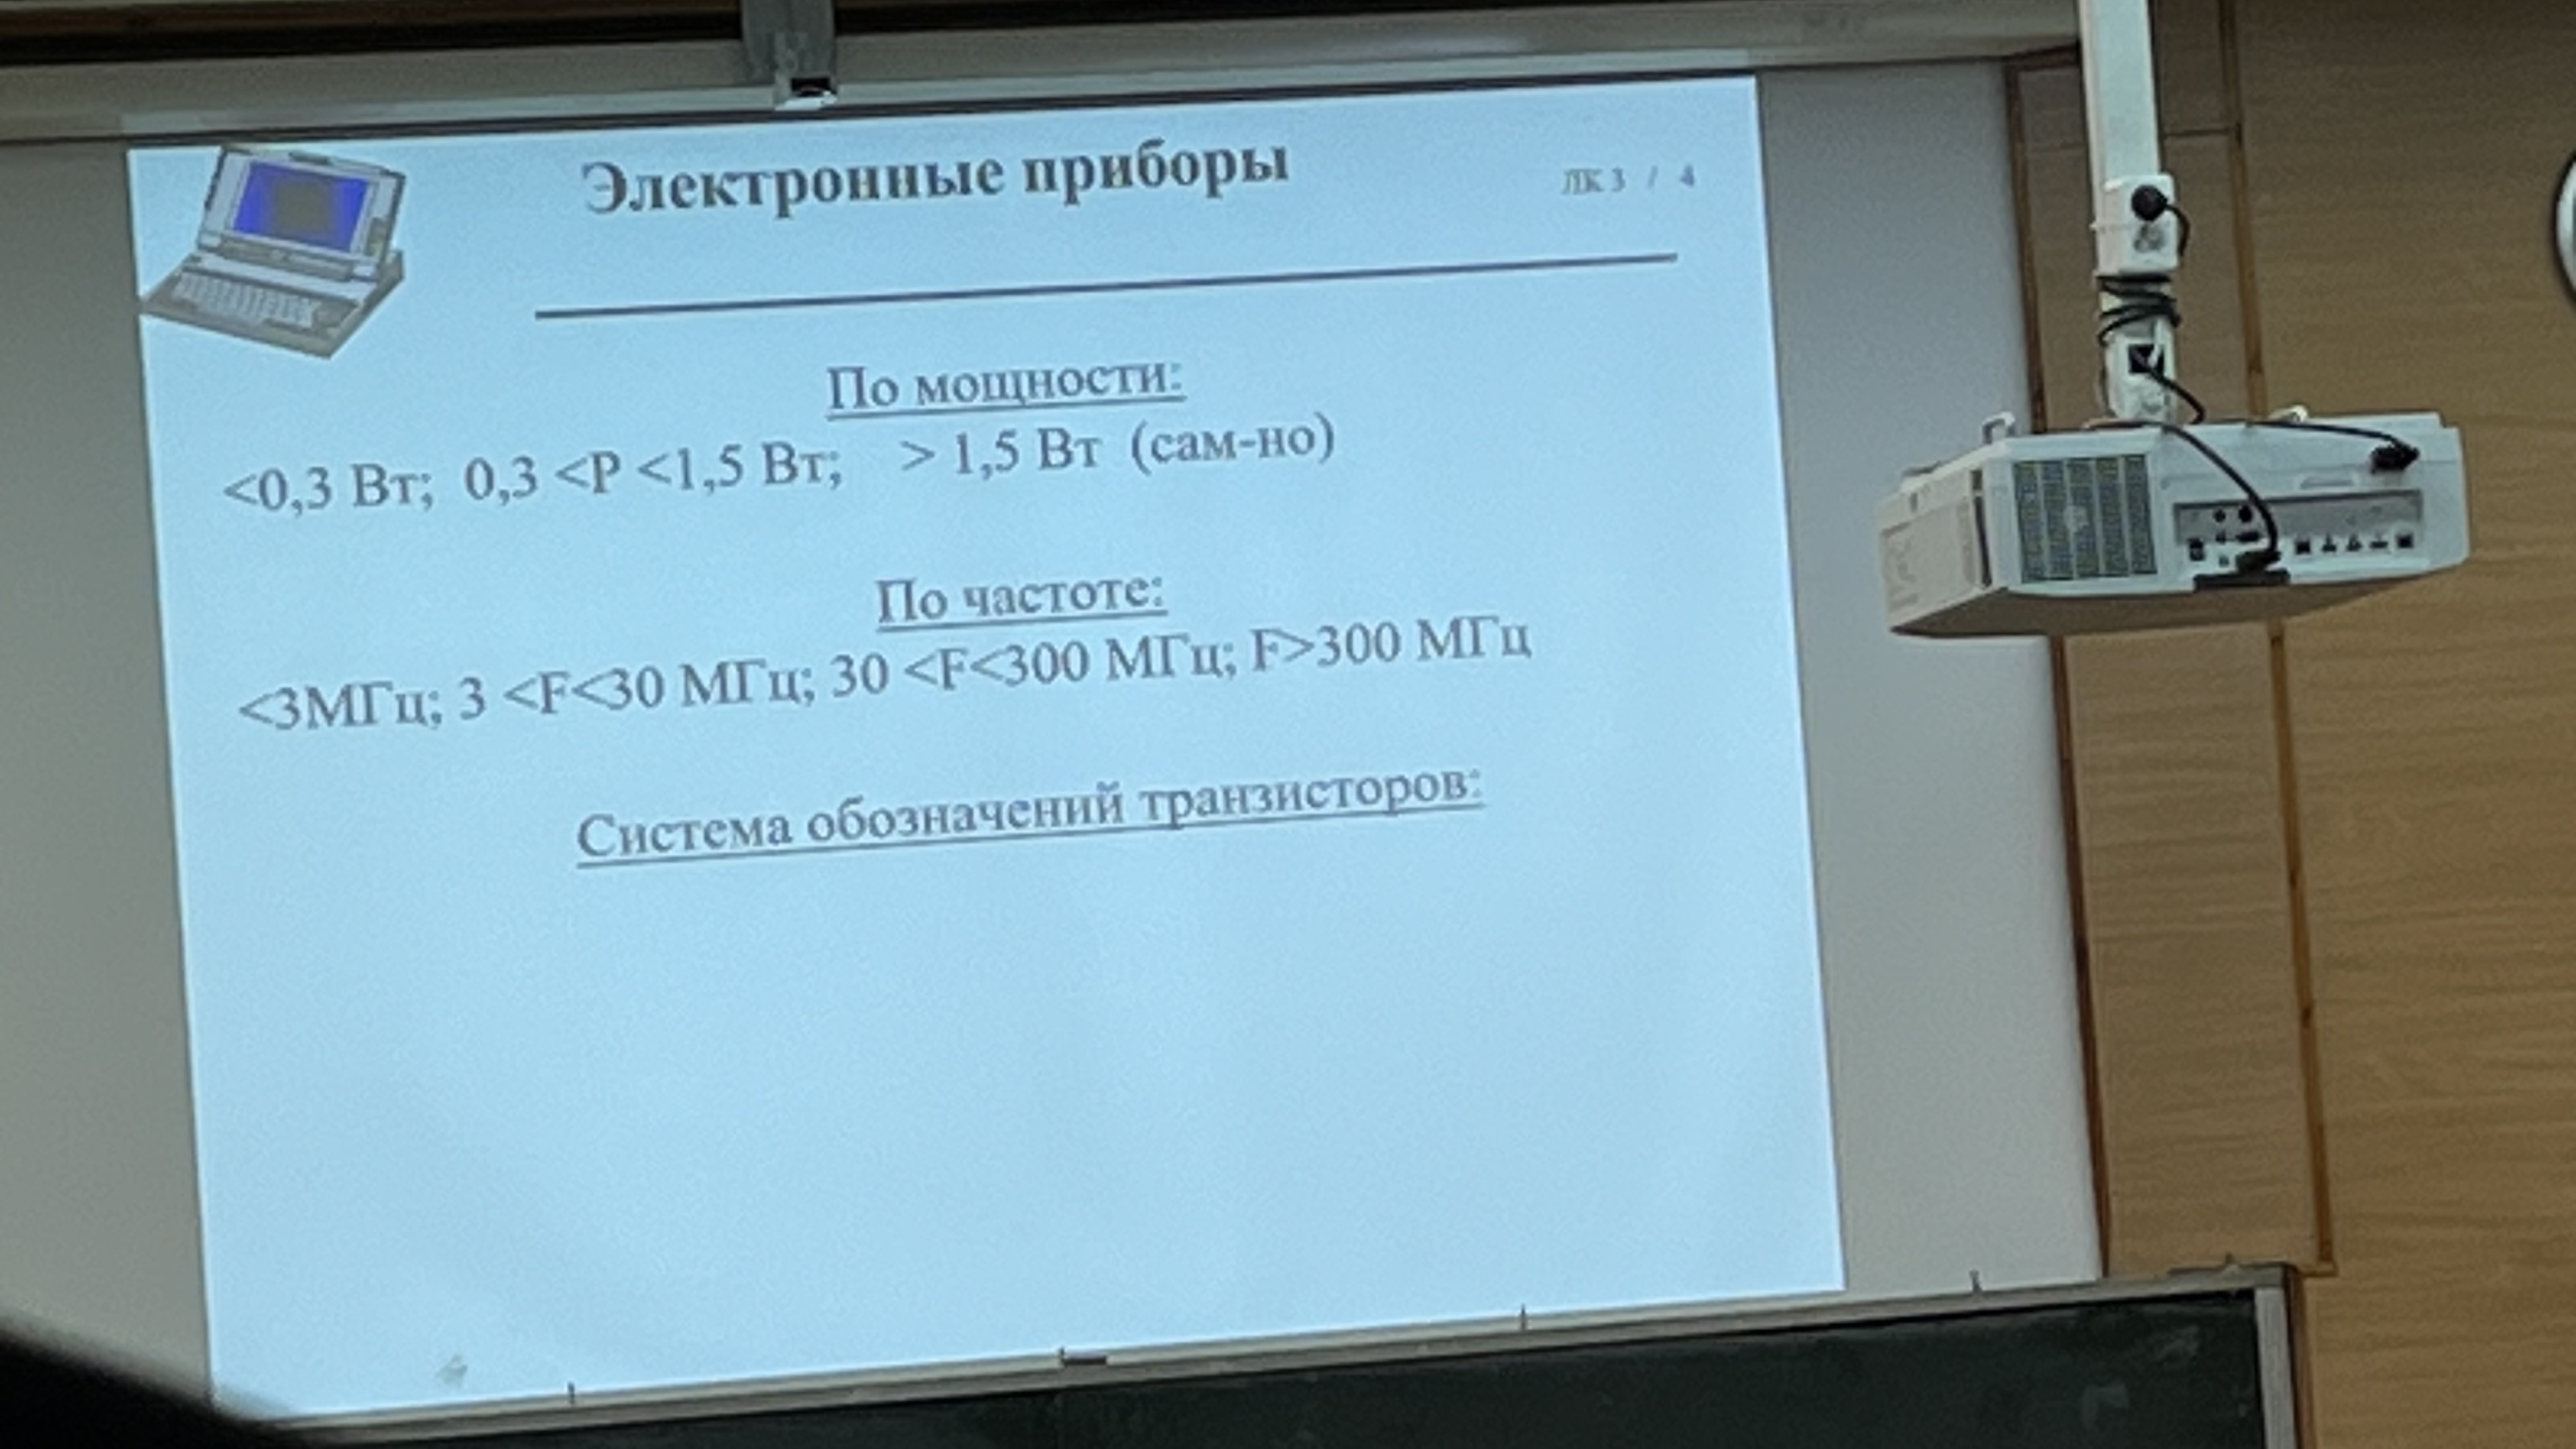 Электронные приборы
ЛК 3 / 4
По мощности:
<0,3 Вт; 0,3 <P <1,5 Вт; > 1,5 Вт (сам-но)
По частоте:
<3МГц; 3 <F<30 МГц; 30 <F<300 МГц; F>300 МГц
Система обозначений транзисторов: